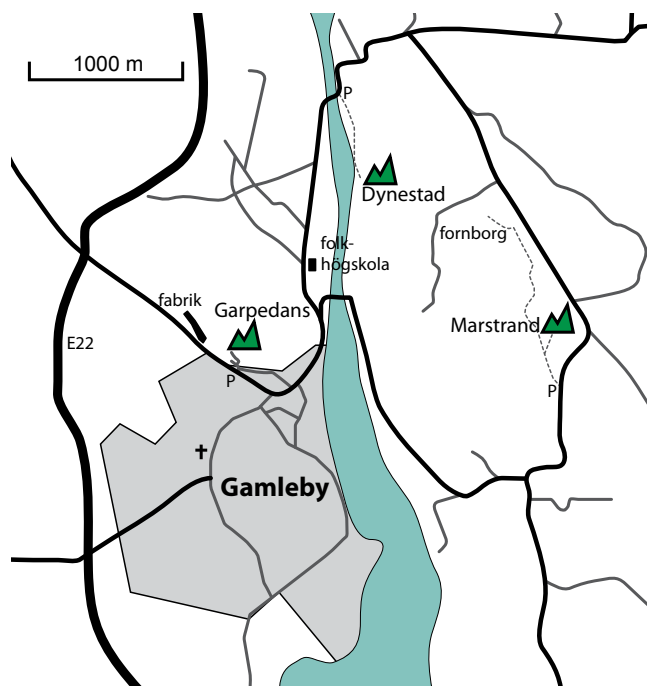 1000 m
P
Dynestad
fornborg
folk-
högskola
fabrik
Garpedans
Marstrand
E22
P
P
Gamleby